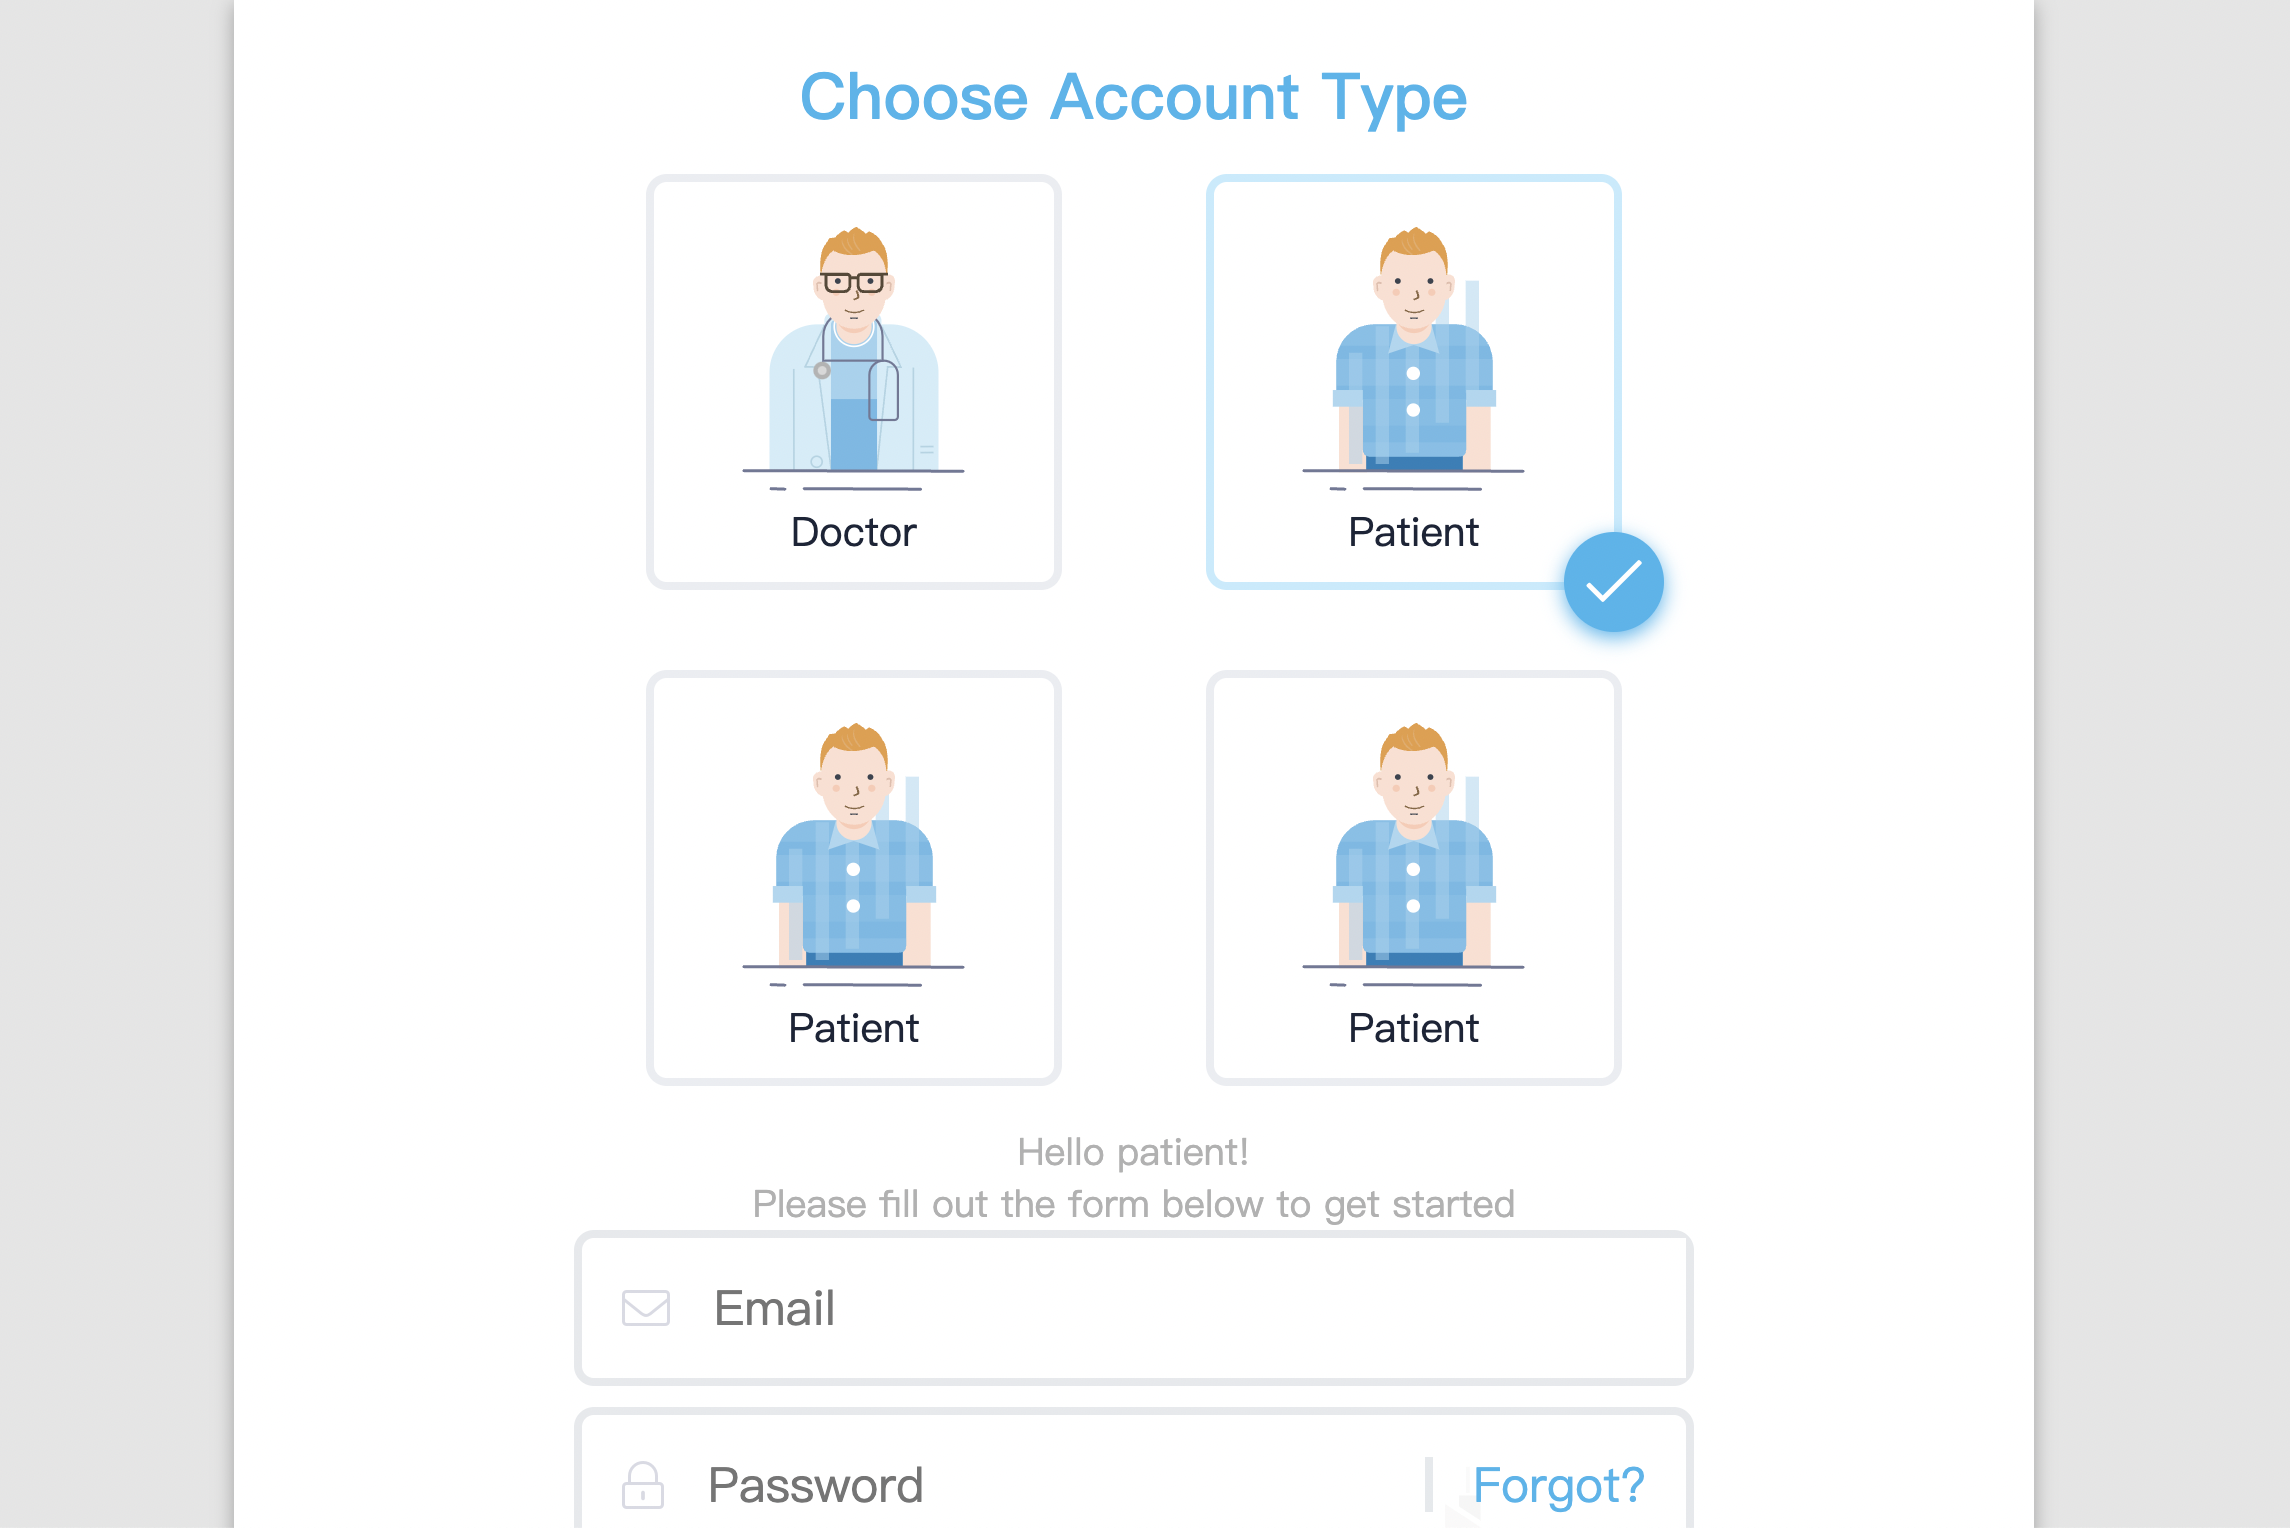 Choose Account Type
Doctor
Patient
Patient
Patient
Hello patient!
Please fill out the form below to get started
Email
Password
Forgot?